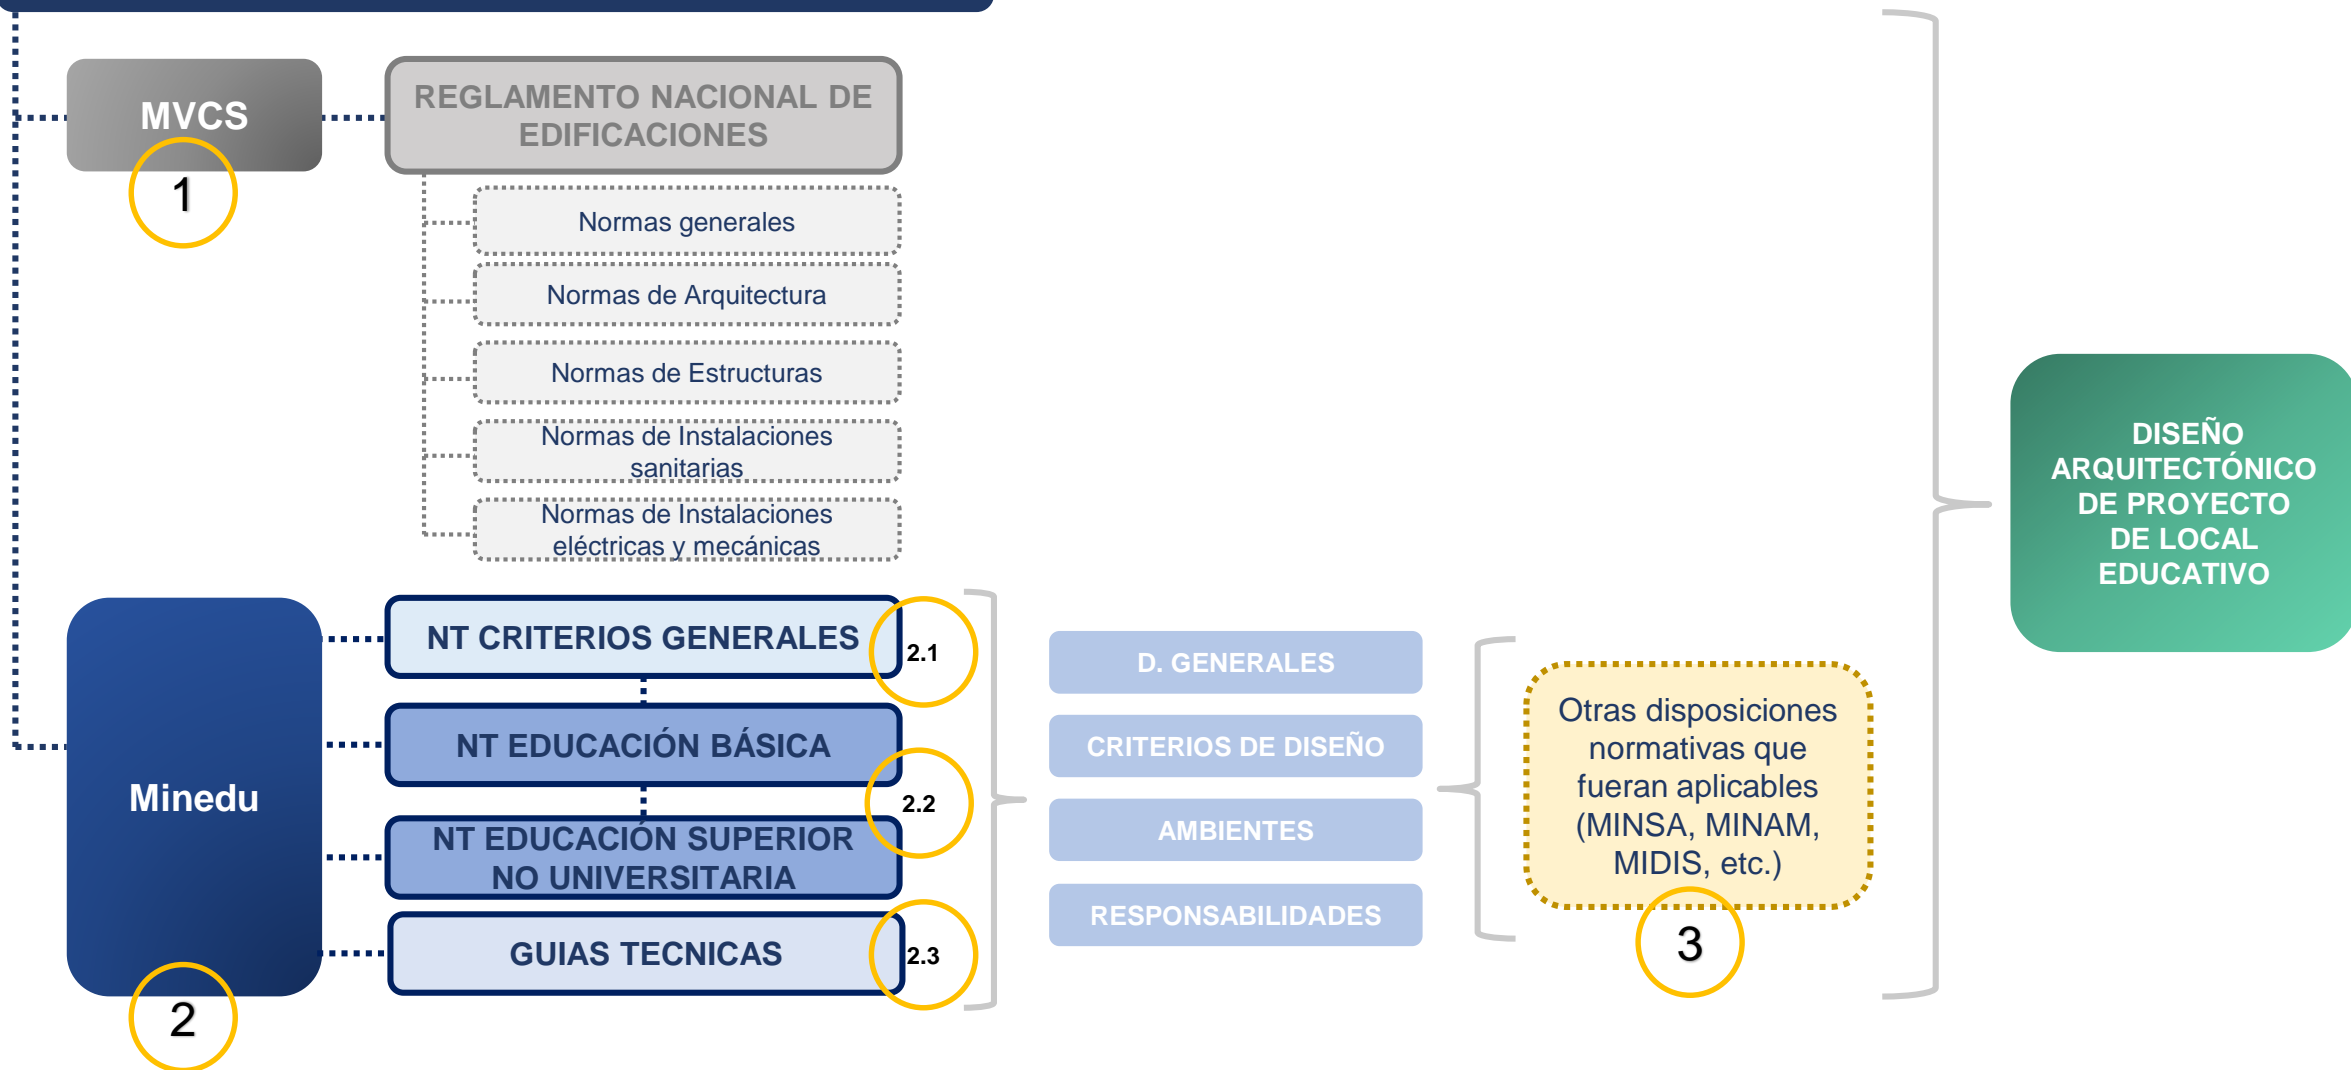 MVCS
1
REGLAMENTO NACIONAL DE
EDIFICACIONES
Normas generales
Normas de Arquitectura
Normas de Estructuras
Normas de Instalaciones
sanitarias
Normas de Instalaciones
eléctricas y mecánicas
Minedu
2
NT CRITERIOS GENERALES
2.1
NT EDUCACIÓN BÁSICA
2.2
NT EDUCACIÓN SUPERIOR
NO UNIVERSITARIA
GUIAS TECNICAS
2.3
D. GENERALES
CRITERIOS DE DISEÑO
AMBIENTES
RESPONSABILIDADES
Otras disposiciones
normativas que
fueran aplicables
(MINSA, MINAM,
MIDIS, etc.)
3
DISEÑO
ARQUITECTÓNICO
DE PROYECTO
DE LOCAL
EDUCATIVO